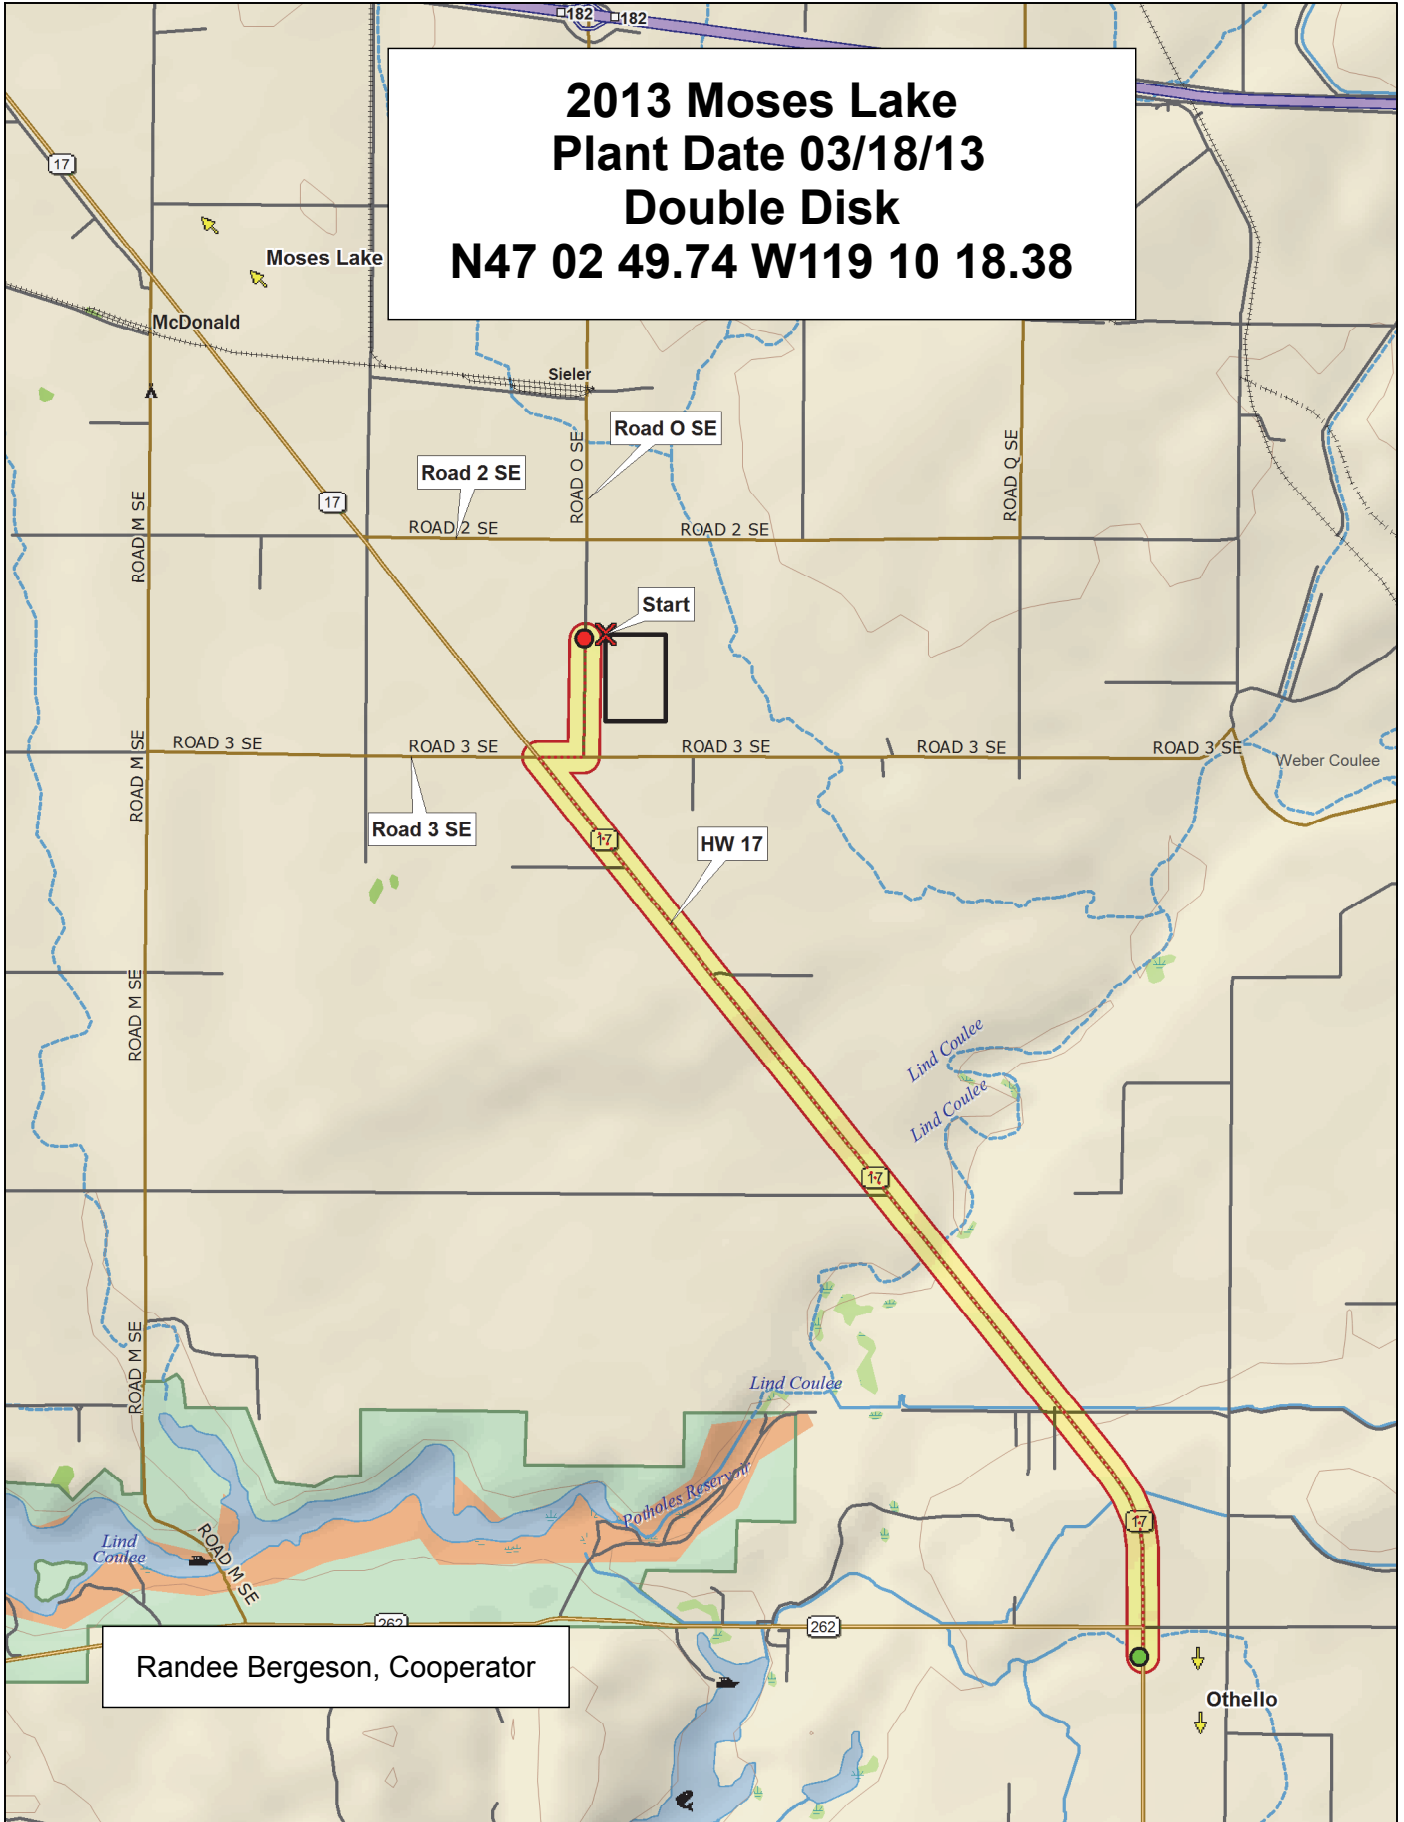 182
182
2013 Moses Lake
Plant Date 03/18/13
Double Disk
N47 02 49.74 W119 10 18.38
17
Moses Lake
McDonald
Sieler
Road O SE
ROAD O SE
ROAD Q SE
Road 2 SE
17
ROAD M SE
ROAD 2 SE
ROAD 2 SE
Start
ROAD M SE
ROAD 3 SE
ROAD 3 SE
ROAD 3 SE
ROAD 3 SE
ROAD 3 SE
Weber Coulee
Road 3 SE
17
HW 17
ROAD M SE
Lind Coulee
Lind Coulee
17
ROAD M SE
Lind Coulee
Potholes Reservoir
17
Lind
Coulee
ROAD M SE
262
262
Randee Bergeson, Cooperator
Othello